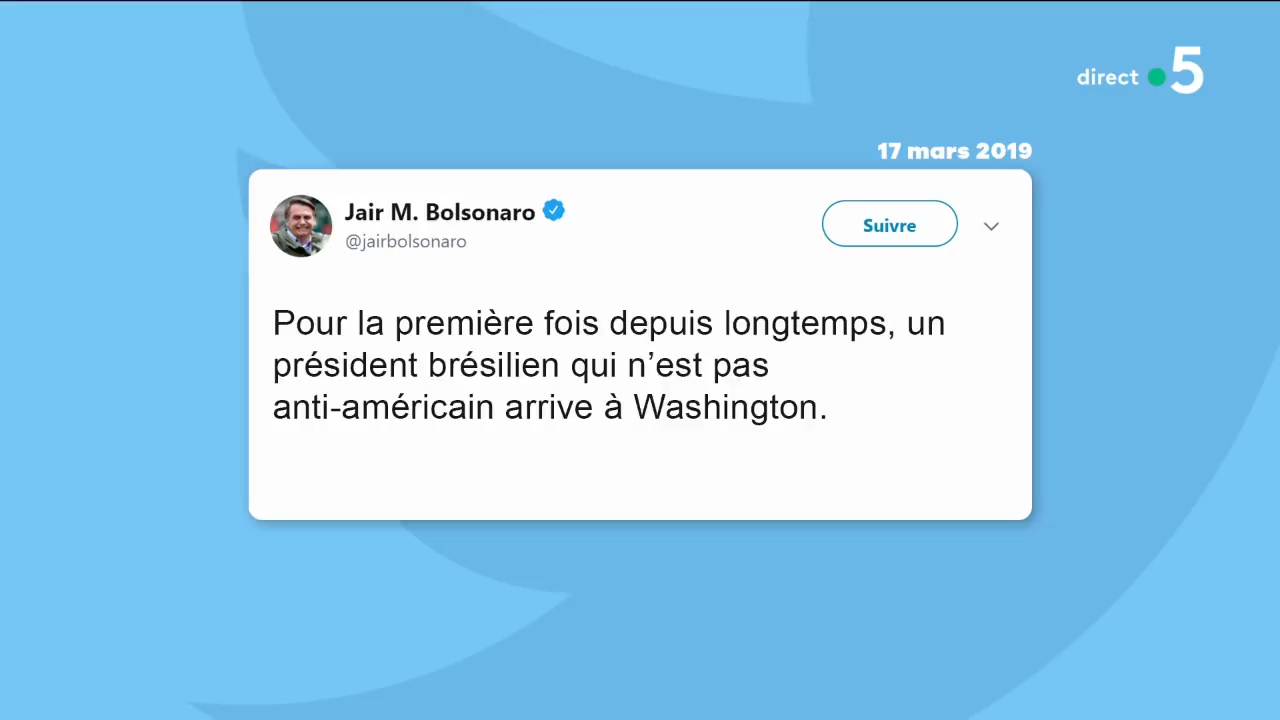 direct 5
17 mars 2019
Jair M. Bolsonaro
@jairbolsonaro
Suivre
Pour la première fois depuis longtemps, un
président brésilien qui n’est pas
anti-américain arrive à Washington.